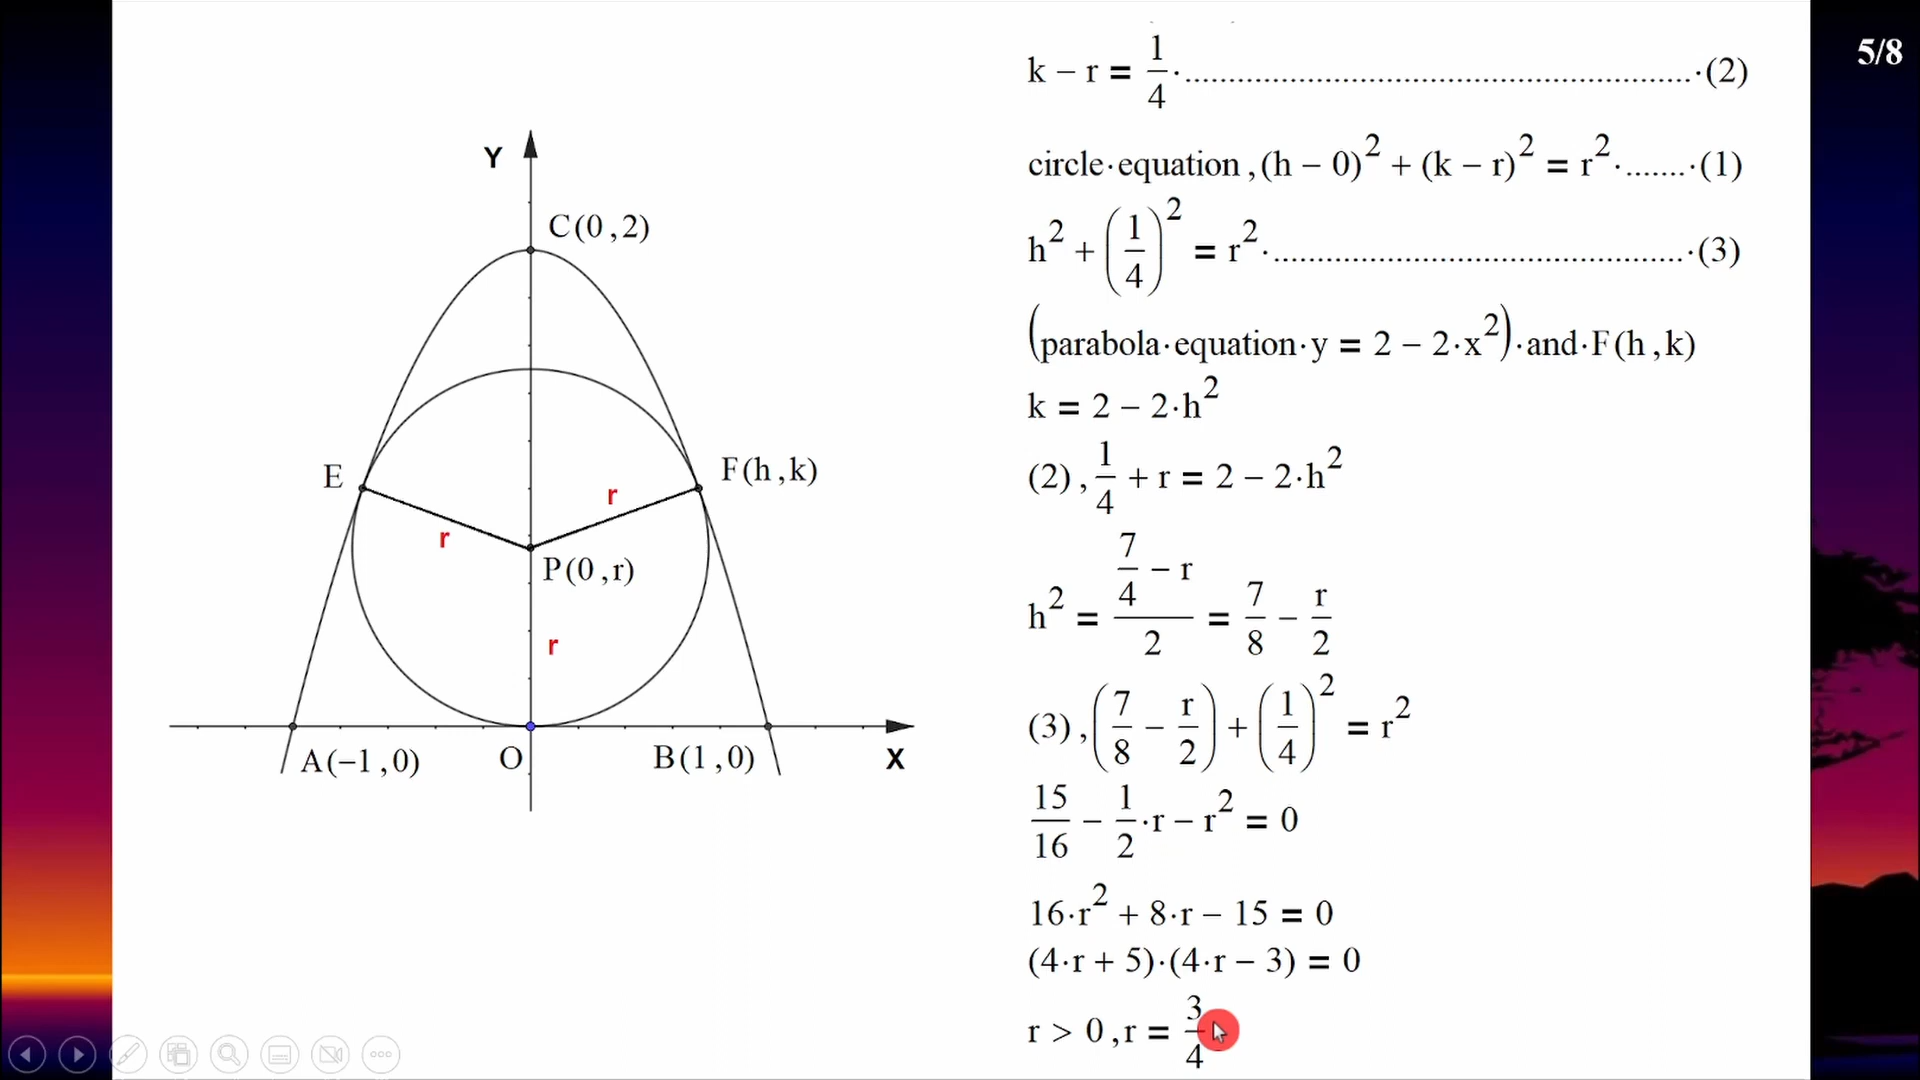 5/8
Y
C(0,2)
E
F(h,k)
r
r
P(0,r)
r
A(−1,0)
O
B(1,0)
X
k − r = 1/4 ·......................................................·(2)
circle·equation,(h − 0)² + (k − r)² = r²·.......·(1)
h² + (1/4)² = r²·.............................................·(3)
(parabola·equation·y = 2 − 2·x²)·and·F(h,k)
k = 2 − 2·h²
(2), 1/4 + r = 2 − 2·h²
h² = (7/4 − r)/2 = 7/8 − r/2
(3),(7/8 − r/2) + (1/4)² = r²
15/16 − 1/2·r − r² = 0
16·r² + 8·r − 15 = 0
(4·r + 5)·(4·r − 3) = 0
r > 0,r = 3/4